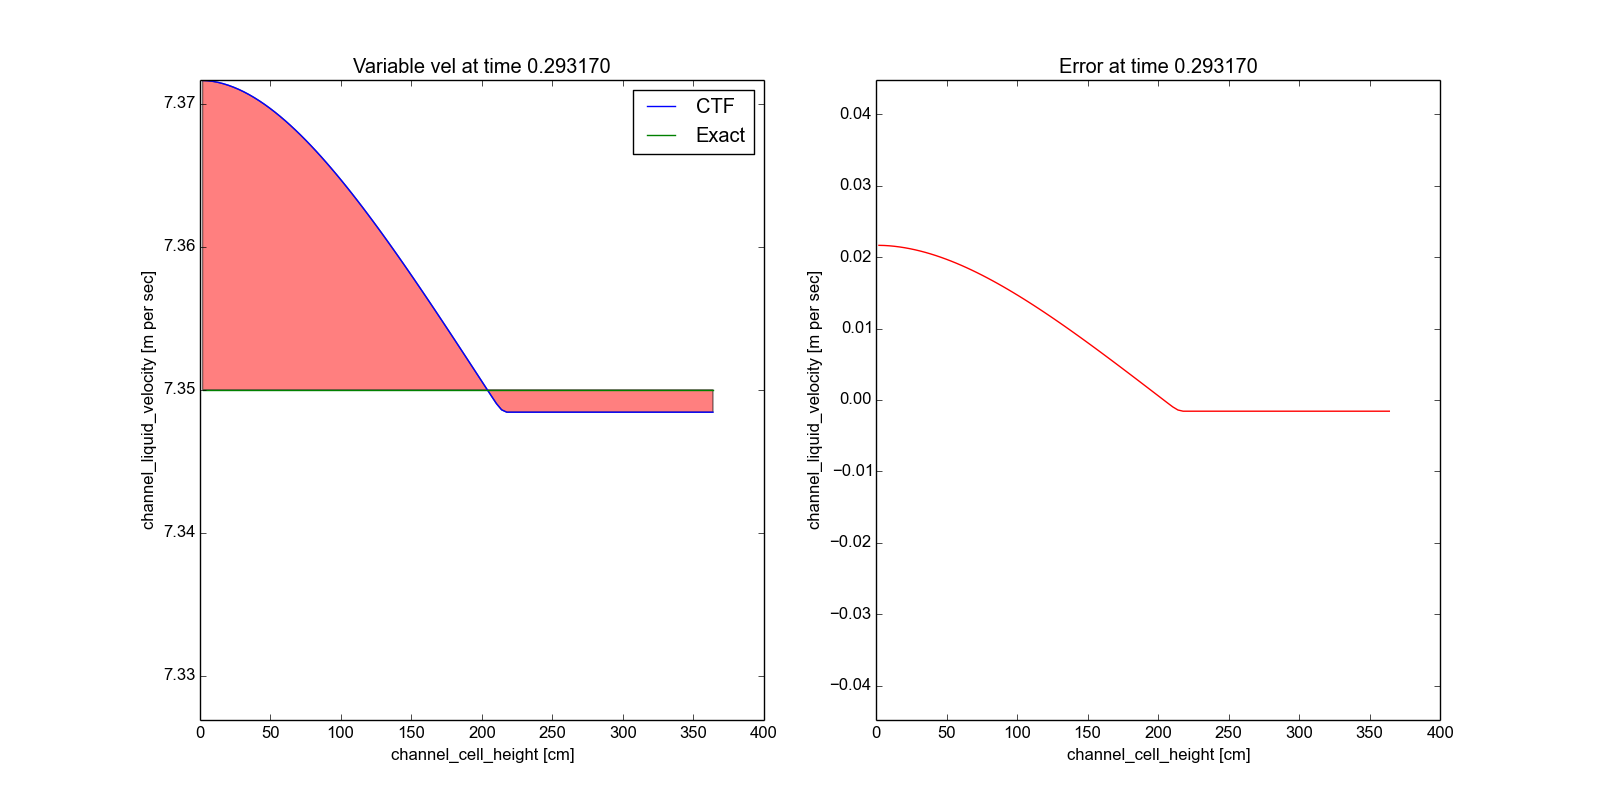 Variable vel at time 0.293170
CTF
Exact
7.37
7.36
7.35
7.34
7.33
channel_liquid_velocity [m per sec]
0 50 100 150 200 250 300 350 400
channel_cell_height [cm]
Error at time 0.293170
0.04
0.03
0.02
0.01
0.00
−0.01
−0.02
−0.03
−0.04
channel_liquid_velocity [m per sec]
0 50 100 150 200 250 300 350 400
channel_cell_height [cm]